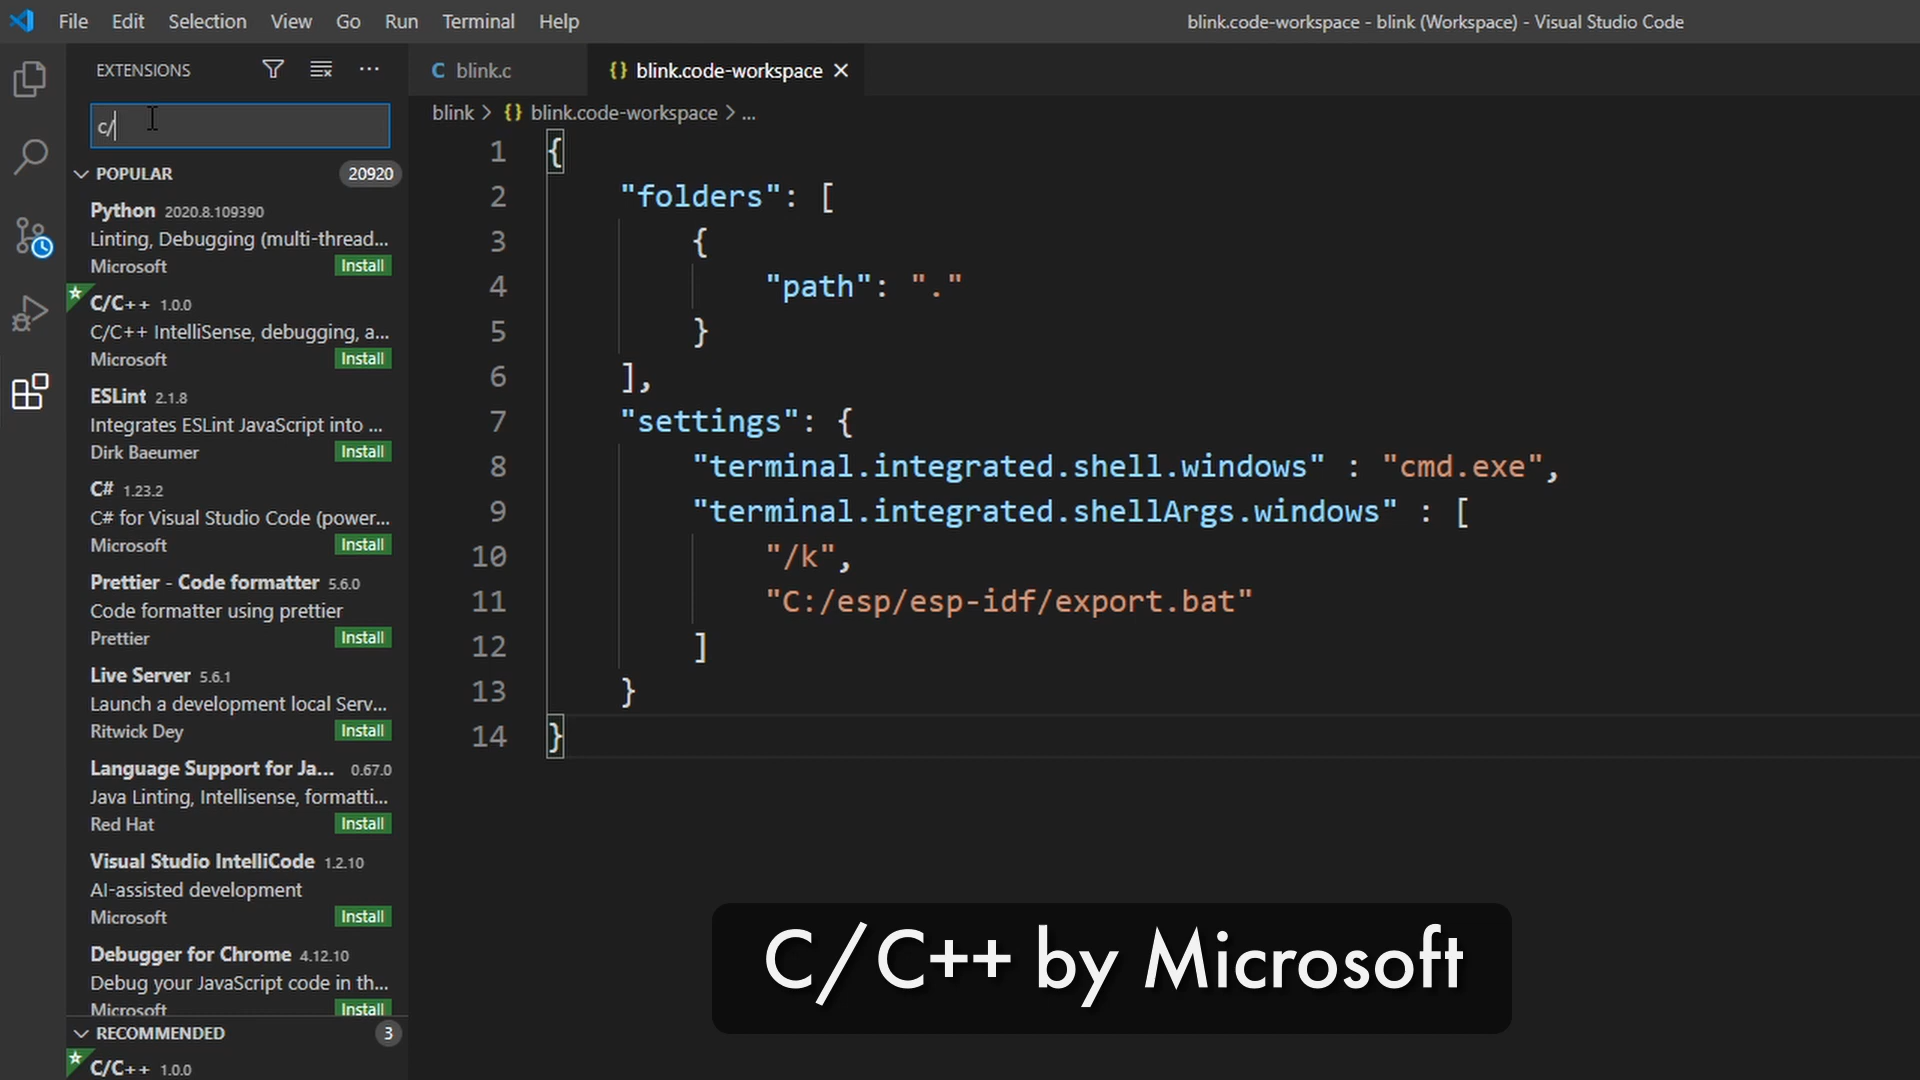 File Edit Selection View Go Run Terminal Help
blink.code-workspace - blink (Workspace) - Visual Studio Code
EXTENSIONS
c/
POPULAR 20920
Python 2020.8.109390
Linting, Debugging (multi-thread...
Microsoft Install
C/C++ 1.0.0
C/C++ IntelliSense, debugging, a...
Microsoft Install
ESLint 2.1.8
Integrates ESLint JavaScript into ...
Dirk Baeumer Install
C# 1.23.2
C# for Visual Studio Code (power...
Microsoft Install
Prettier - Code formatter 5.6.0
Code formatter using prettier
Prettier Install
Live Server 5.6.1
Launch a development local Serv...
Ritwick Dey Install
Language Support for Ja... 0.67.0
Java Linting, Intellisense, formatti...
Red Hat Install
Visual Studio IntelliCode 1.2.10
AI-assisted development
Microsoft Install
Debugger for Chrome 4.12.10
Debug your JavaScript code in th...
Microsoft Install
RECOMMENDED 3
C/C++ 1.0.0
C blink.c
{} blink.code-workspace
blink > {} blink.code-workspace > ...
1 {
2 "folders": [
3 {
4 "path": "."
5 }
6 ],
7 "settings": {
8 "terminal.integrated.shell.windows" : "cmd.exe",
9 "terminal.integrated.shellArgs.windows" : [
10 "/k",
11 "C:/esp/esp-idf/export.bat"
12 ]
13 }
14 }
C/C++ by Microsoft